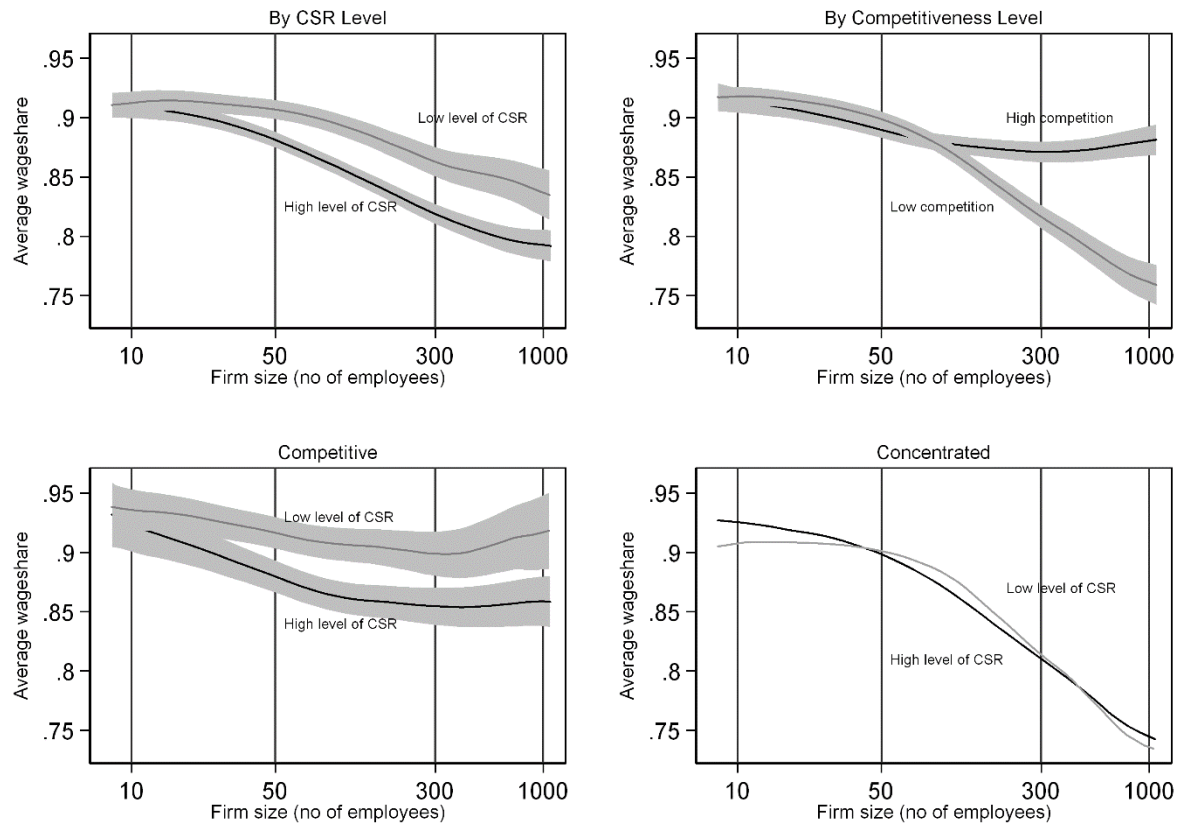 By CSR Level
.95
.9
.85
.8
.75
Average wageshare
Low level of CSR
High level of CSR
10 50 300 1000
Firm size (no of employees)
By Competitiveness Level
.95
.9
.85
.8
.75
Average wageshare
High competition
Low competition
10 50 300 1000
Firm size (no of employees)
Competitive
.95
.9
.85
.8
.75
Average wageshare
Low level of CSR
High level of CSR
10 50 300 1000
Firm size (no of employees)
Concentrated
.95
.9
.85
.8
.75
Average wageshare
Low level of CSR
High level of CSR
10 50 300 1000
Firm size (no of employees)